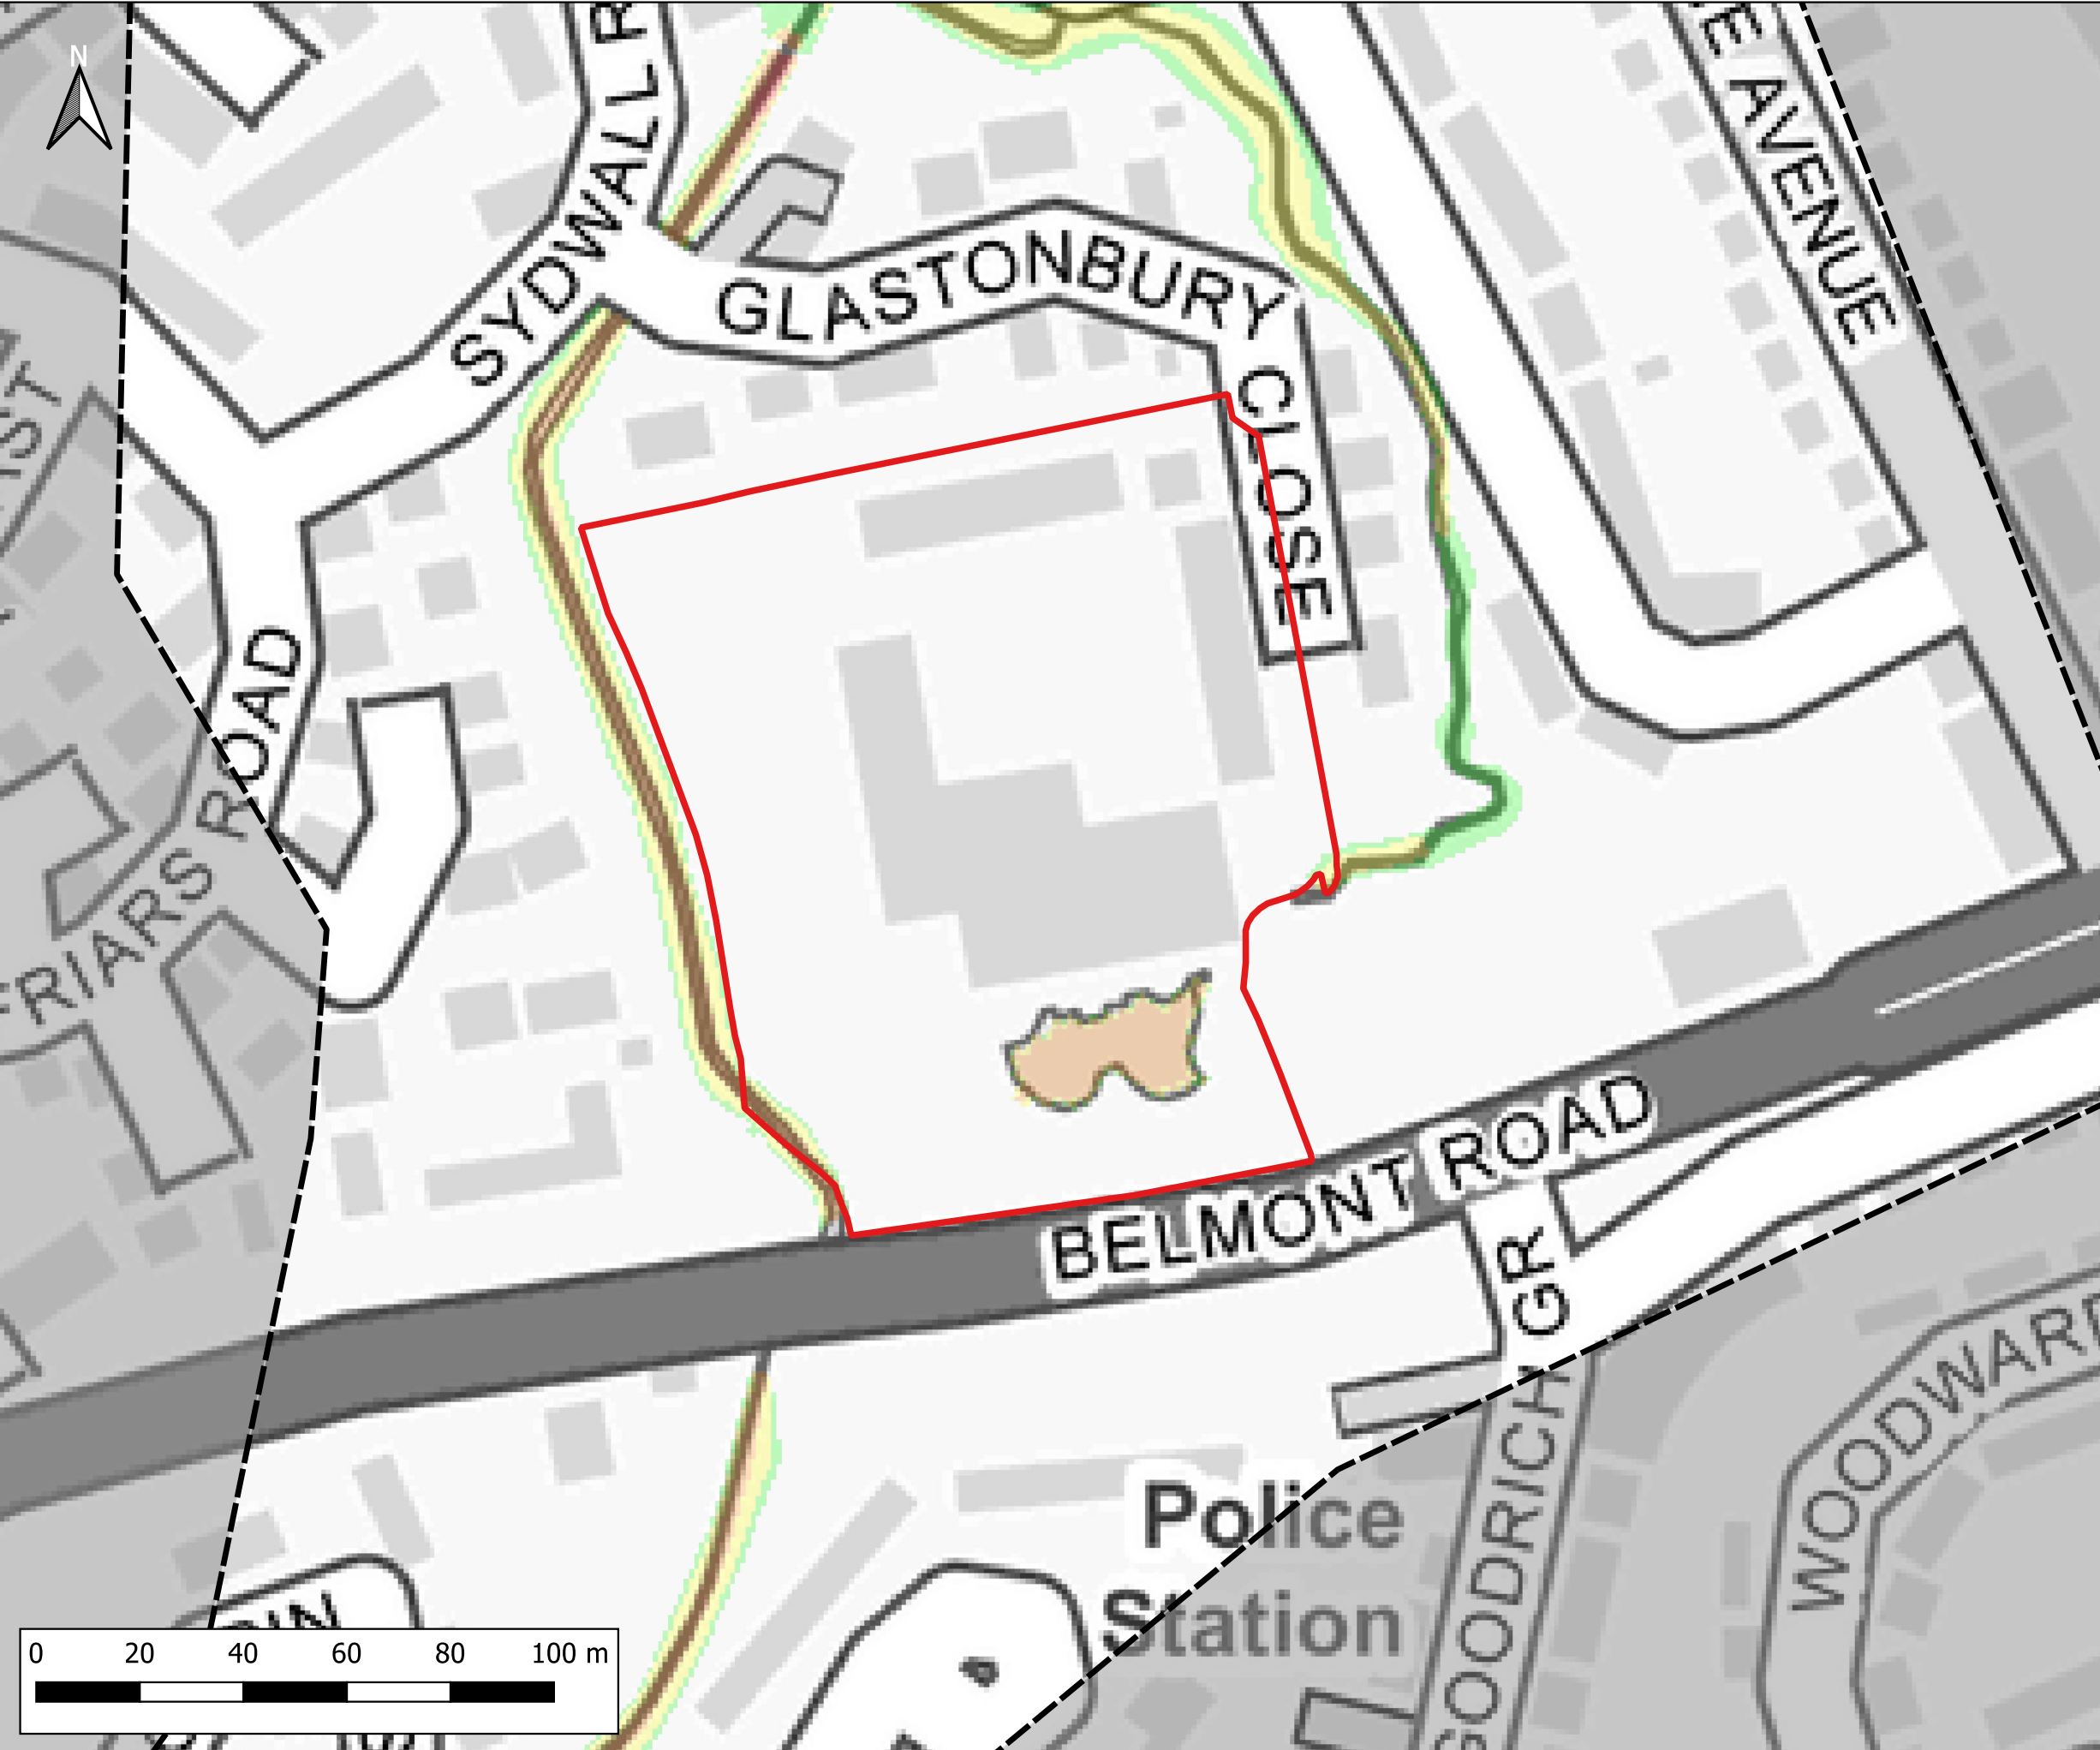 N
SYDWALL R
GLASTONBURY
CLOSE
AVENUE
ROAD
FRIARS
BELMONT ROAD
GR
GOODRICH
WOODWARD
Police
Station
0 20 40 60 80 100 m